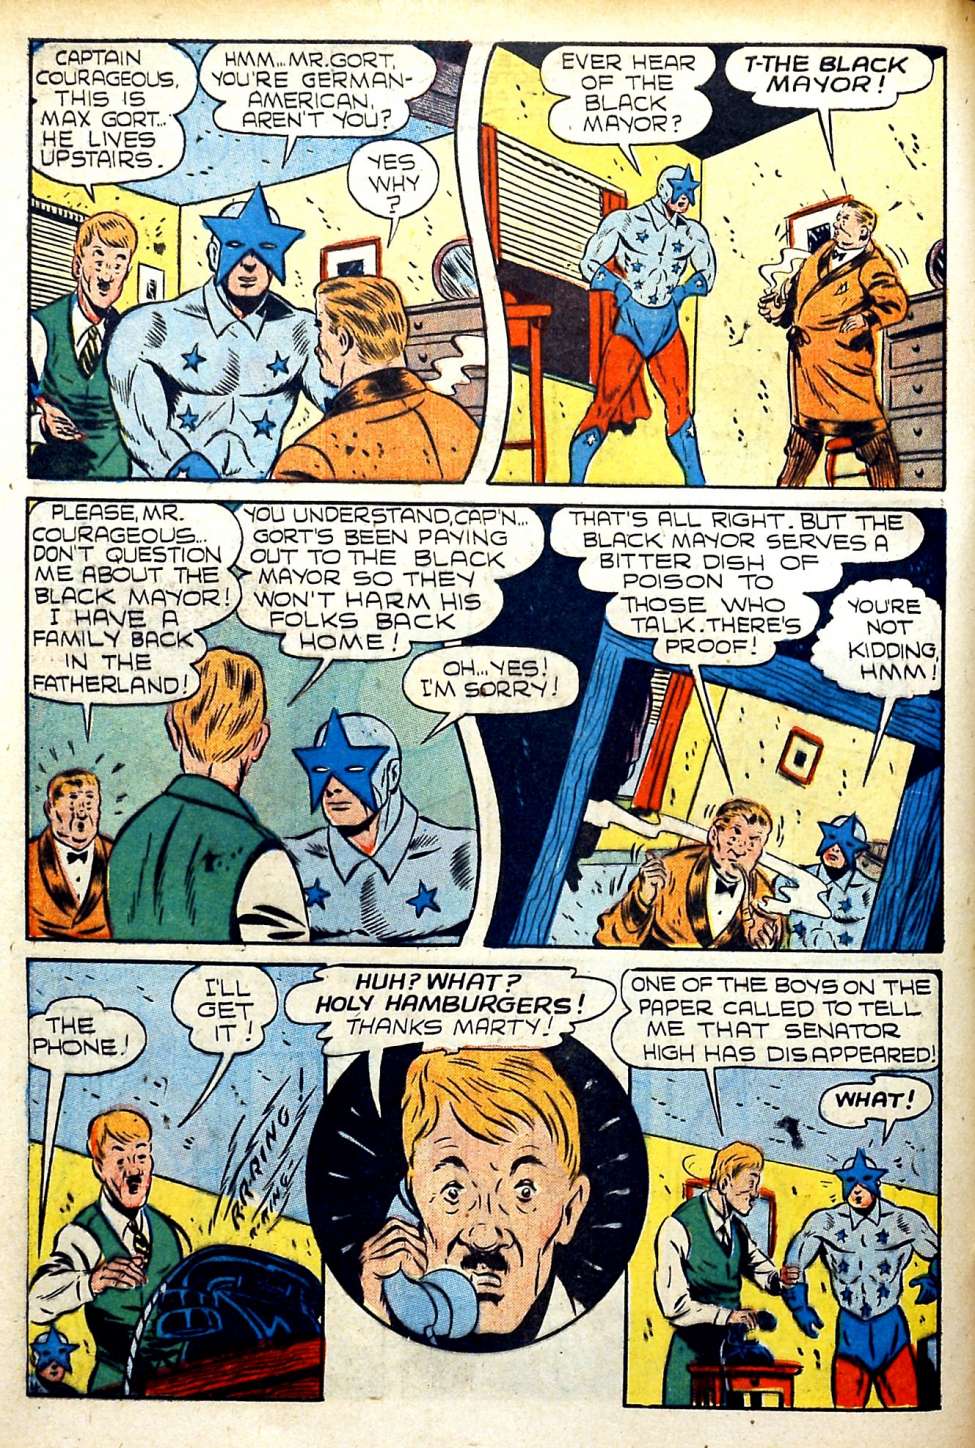 CAPTAIN
COURAGEOUS,
THIS IS
MAX GORT...
HE LIVES
UPSTAIRS.
HMM...MR.GORT,
YOU'RE GERMAN-
AMERICAN,
AREN'T YOU?
YES
WHY
?
EVER HEAR
OF THE
BLACK
MAYOR?
T-THE BLACK
MAYOR!
PLEASE, MR.
COURAGEOUS...
DON'T QUESTION
ME ABOUT THE
BLACK MAYOR!
I HAVE A
FAMILY BACK
IN THE
FATHERLAND!
YOU UNDERSTAND, CAP'N...
GORT'S BEEN PAYING
OUT TO THE BLACK
MAYOR SO THEY
WON'T HARM HIS
FOLKS BACK
HOME!
OH...YES!
I'M SORRY!
THAT'S ALL RIGHT. BUT THE
BLACK MAYOR SERVES A
BITTER DISH OF
POISON TO
THOSE WHO
TALK. THERE'S
PROOF!
YOU'RE
NOT
KIDDING,
HMM!
THE
PHONE!
I'LL
GET
IT!
RRRRING!
RRING-
HUH? WHAT?
HOLY HAMBURGERS!
THANKS MARTY!
ONE OF THE BOYS ON THE
PAPER CALLED TO TELL
ME THAT SENATOR
HIGH HAS DISAPPEARED!
WHAT!